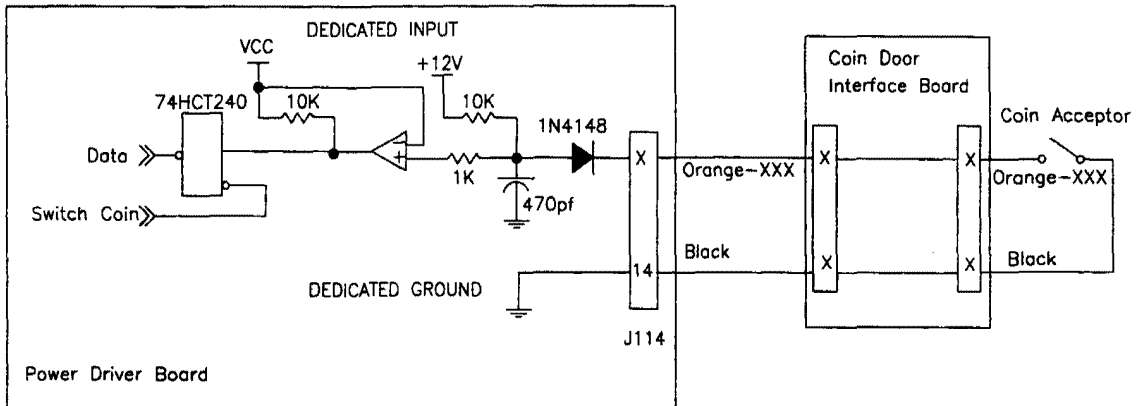 DEDICATED INPUT
VCC
+12V
Coin Door
Interface Board
74HCT240
10K
10K
1N4148
Coin Acceptor
Data
+
-
X
X
X
1K
Orange-XXX
Orange-XXX
Switch Coin
470pf
Black
Black
14
X
X
DEDICATED GROUND
J114
Power Driver Board